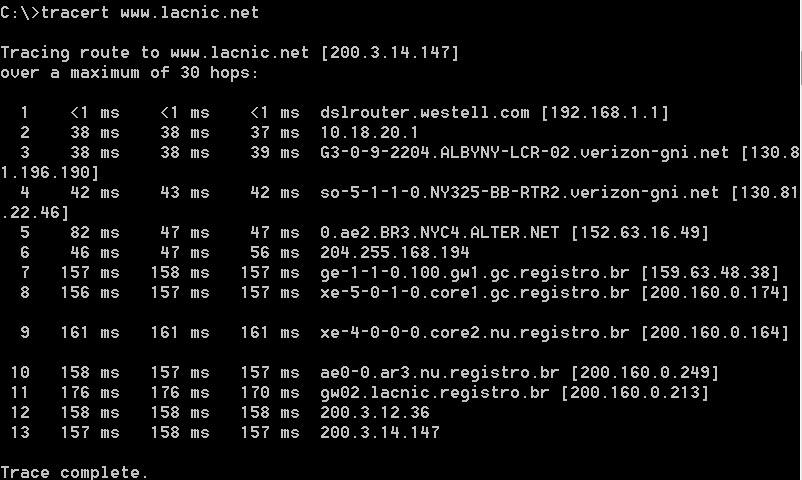 C:\>tracert www.lacnic.net
Tracing route to www.lacnic.net [200.3.14.147]
over a maximum of 30 hops:
1 <1 ms <1 ms <1 ms dslrouter.westell.com [192.168.1.1]
2 38 ms 38 ms 37 ms 10.18.20.1
3 38 ms 38 ms 39 ms G3-0-9-2204.ALBYNY-LCR-02.verizon-gni.net [130.8
1.196.190]
4 42 ms 43 ms 42 ms so-5-1-1-0.NY325-BB-RTR2.verizon-gni.net [130.81
.22.46]
5 82 ms 47 ms 47 ms 0.ae2.BR3.NYC4.ALTER.NET [152.63.16.49]
6 46 ms 47 ms 56 ms 204.255.168.194
7 157 ms 158 ms 157 ms ge-1-1-0.100.gw1.gc.registro.br [159.63.48.38]
8 156 ms 157 ms 157 ms xe-5-0-1-0.core1.gc.registro.br [200.160.0.174]
9 161 ms 161 ms 161 ms xe-4-0-0-0.core2.nu.registro.br [200.160.0.164]
10 158 ms 157 ms 157 ms ae0-0.ar3.nu.registro.br [200.160.0.249]
11 176 ms 176 ms 170 ms gw02.lacnic.registro.br [200.160.0.213]
12 158 ms 158 ms 158 ms 200.3.12.36
13 157 ms 158 ms 157 ms 200.3.14.147
Trace complete.